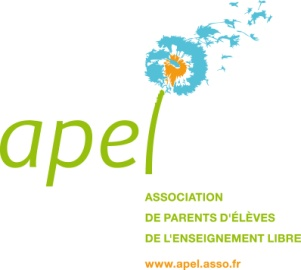 apel
ASSOCIATION
DE PARENTS D'ÉLÈVES
DE L'ENSEIGNEMENT LIBRE
www.apel.asso.fr